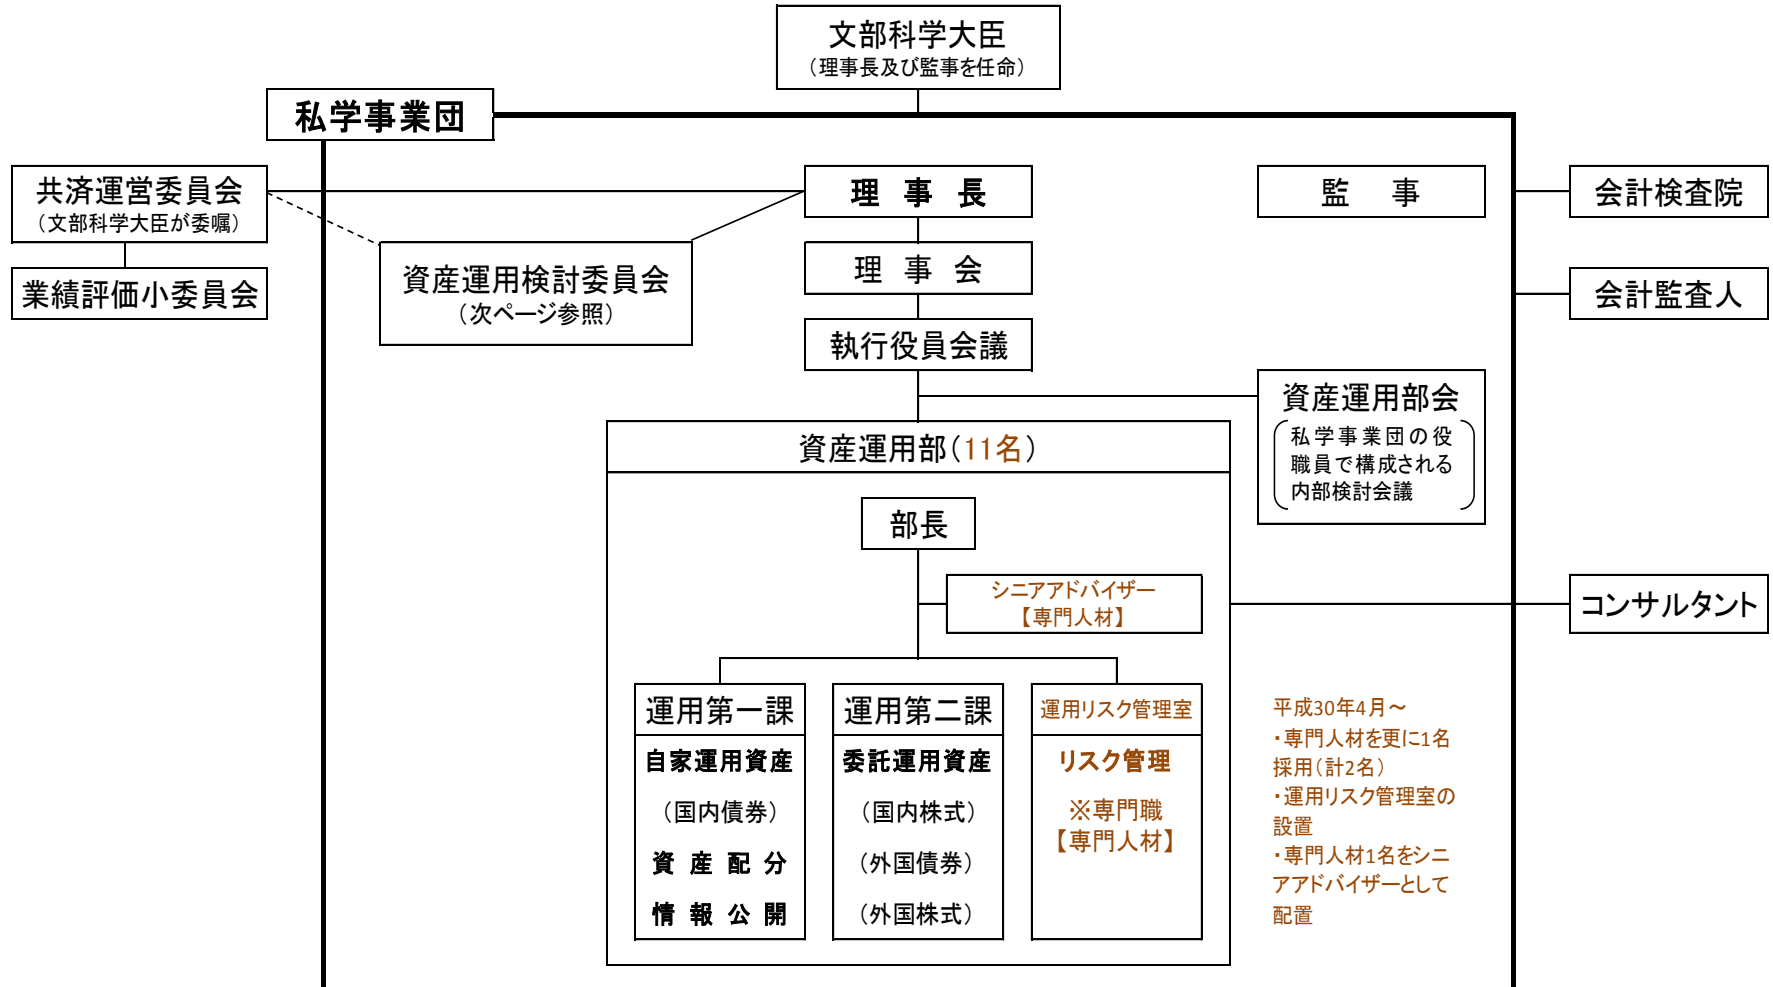 文部科学大臣
（理事長及び監事を任命）
私学事業団
共済運営委員会
（文部科学大臣が委嘱）
業績評価小委員会
資産運用検討委員会
（次ページ参照）
理事長
理事会
執行役員会議
監事
会計検査院
会計監査人
資産運用部会
私学事業団の役
職員で構成される
内部検討会議
資産運用部（11名）
部長
シニアアドバイザー
【専門人材】
コンサルタント
運用第一課
自家運用資産
（国内債券）
資産配分
情報公開
運用第二課
委託運用資産
（国内株式）
（外国債券）
（外国株式）
運用リスク管理室
リスク管理
※専門職
【専門人材】
平成30年4月～
・専門人材を更に1名
採用（計2名）
・運用リスク管理室の
設置
・専門人材1名をシニ
アアドバイザーとして
配置